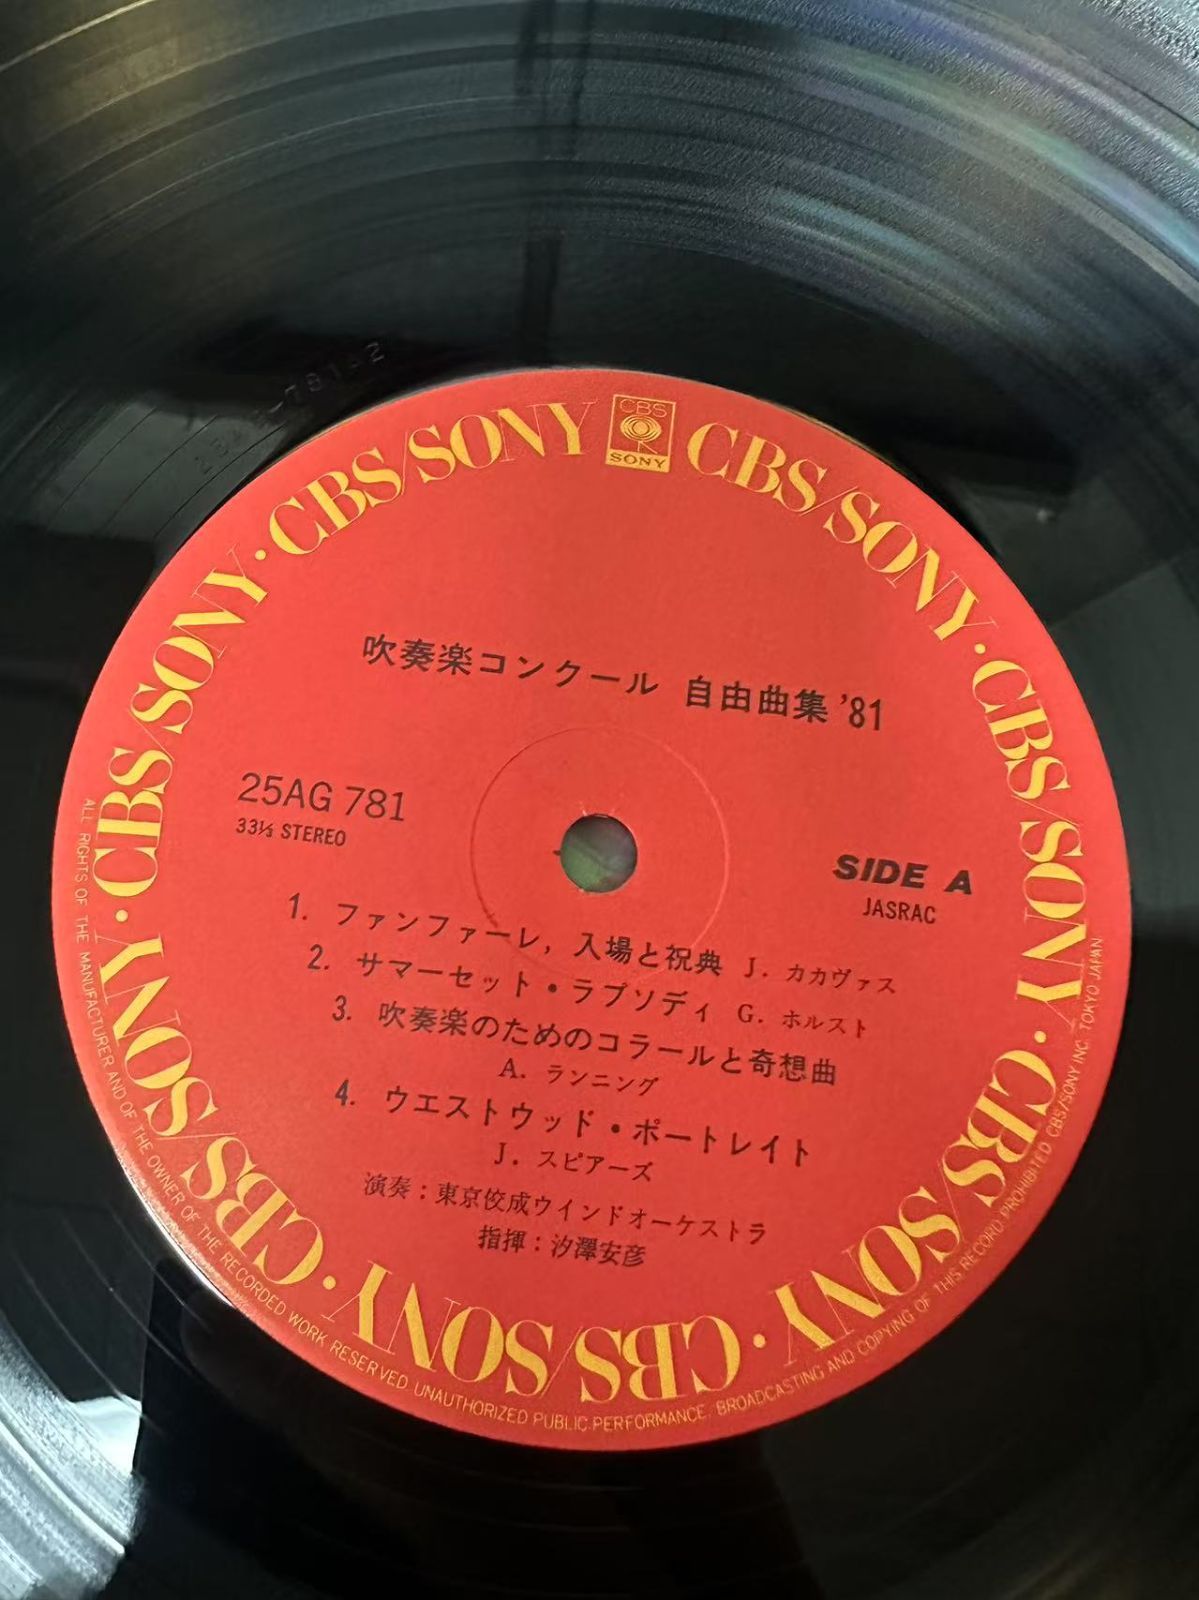 CBS
SONY
CBS/SONY · CBS/SONY · CBS/SONY · CBS/SONY · CBS/SONY · CBS/SONY · CBS/SONY · CBS/SONY
吹奏楽コンクール 自由曲集 '81
25AG 781
33⅓ STEREO
SIDE A
JASRAC
1. ファンファーレ, 入場と祝典 J. カカヴァス
2. サマーセット・ラプソディ G. ホルスト
3. 吹奏楽のためのコラールと奇想曲
A. ランニング
4. ウエストウッド・ポートレイト
J. スピアーズ
演奏：東京佼成ウインドオーケストラ
指揮：汐澤安彦
ALL RIGHTS OF THE MANUFACTURER AND OF THE OWNER OF THE RECORDED WORK RESERVED. UNAUTHORIZED PUBLIC PERFORMANCE, BROADCASTING AND COPYING OF THIS RECORD PROHIBITED CBS/SONY INC. TOKYO JAPAN